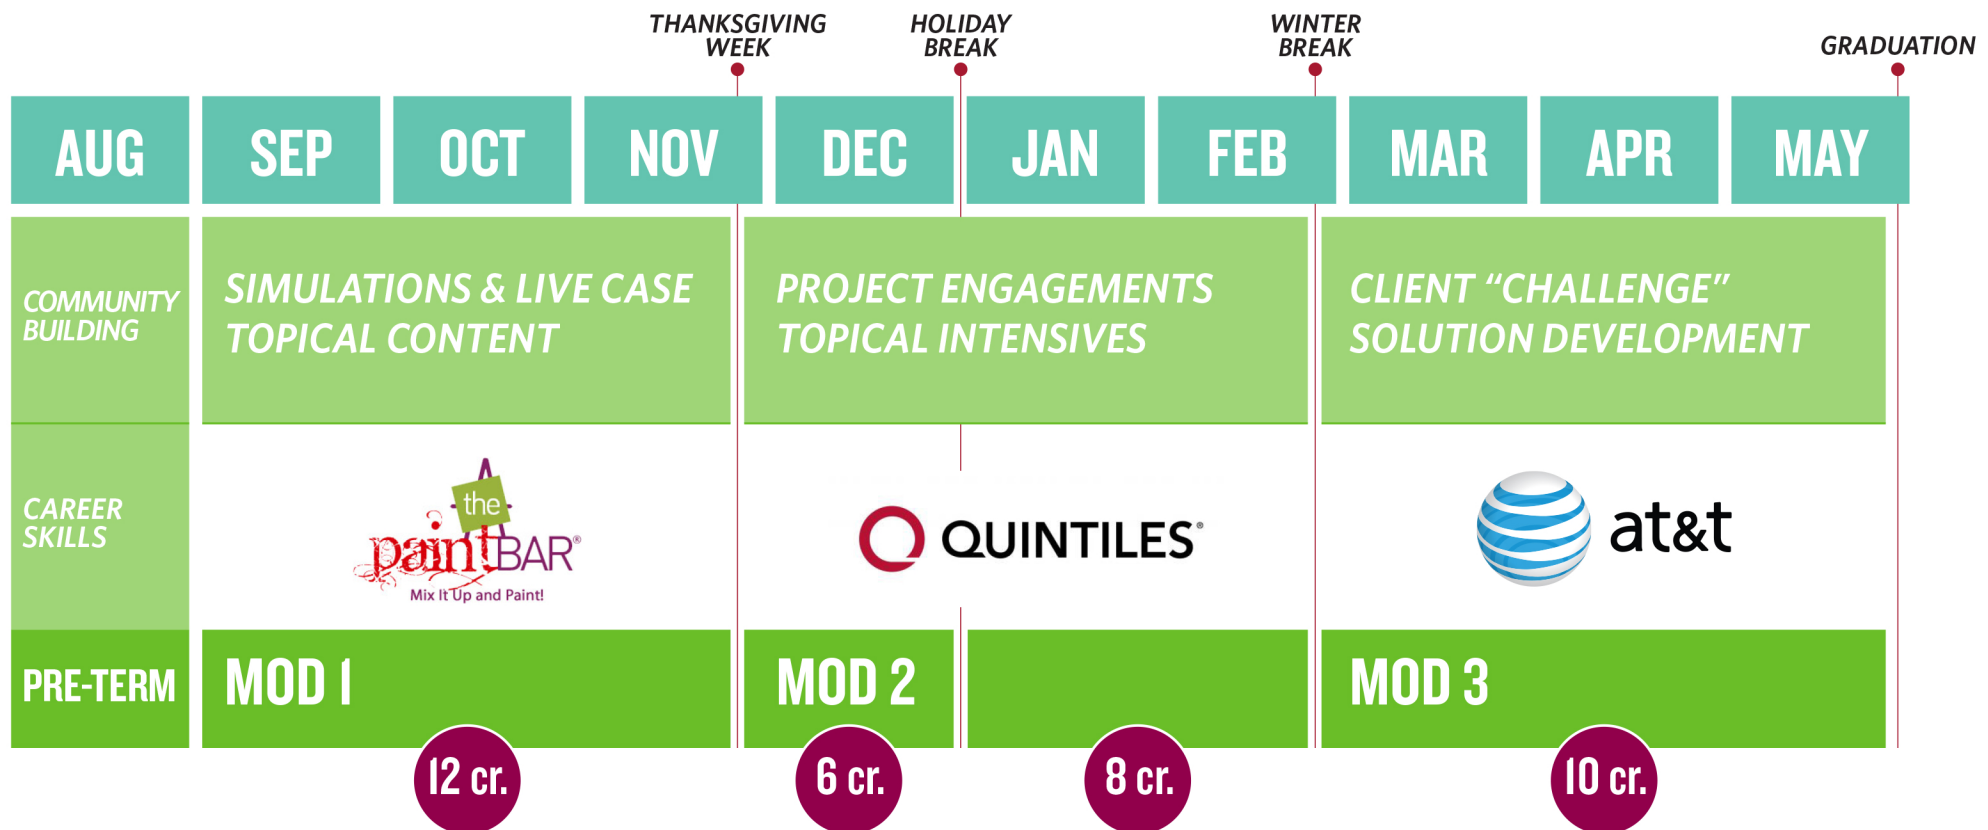 THANKSGIVING
WEEK
HOLIDAY
BREAK
WINTER
BREAK
GRADUATION
AUG
SEP
OCT
NOV
DEC
JAN
FEB
MAR
APR
MAY
COMMUNITY
BUILDING
SIMULATIONS & LIVE CASE
TOPICAL CONTENT
PROJECT ENGAGEMENTS
TOPICAL INTENSIVES
CLIENT “CHALLENGE”
SOLUTION DEVELOPMENT
CAREER
SKILLS
the
paintBAR®
Mix It Up and Paint!
QUINTILES®
at&t
PRE-TERM
MOD 1
MOD 2
MOD 3
12 cr.
6 cr.
8 cr.
10 cr.